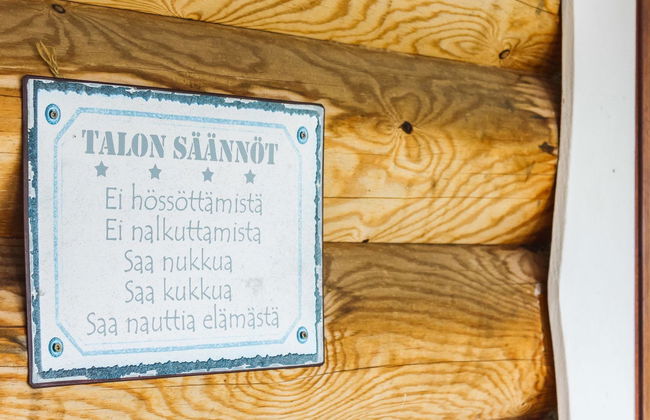 TALON SÄÄNNÖT
Ei hössöttämistä
Ei nalkuttamista
Saa nukkua
Saa kukkua
Saa nauttia elämästä